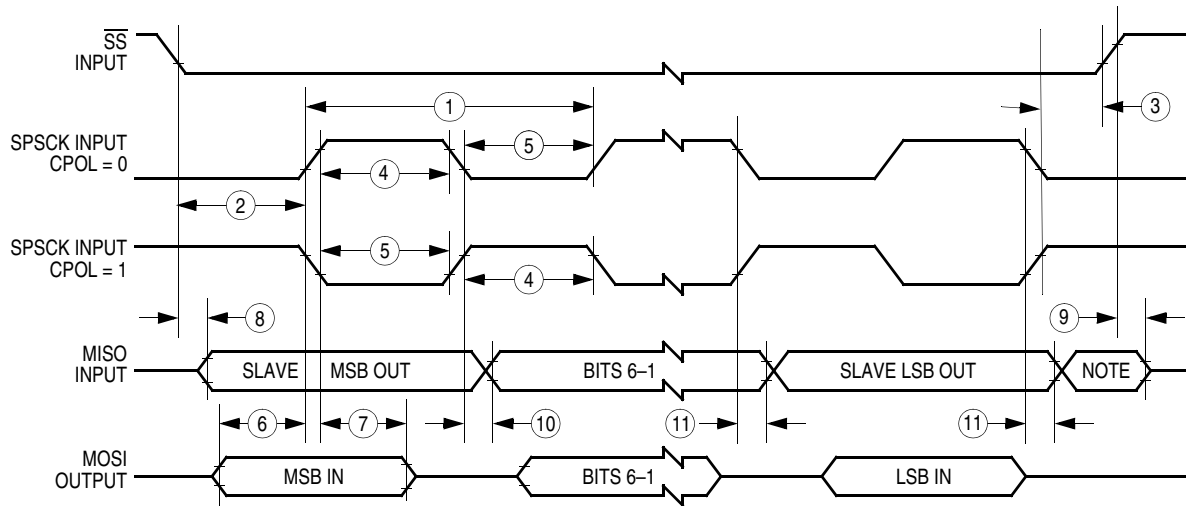 SS
INPUT
1
3
SPSCK INPUT
CPOL = 0
5
4
2
SPSCK INPUT
CPOL = 1
5
4
8
9
MISO
INPUT
SLAVE
MSB OUT
BITS 6–1
SLAVE LSB OUT
NOTE
6
7
10
11
11
MOSI
OUTPUT
MSB IN
BITS 6–1
LSB IN